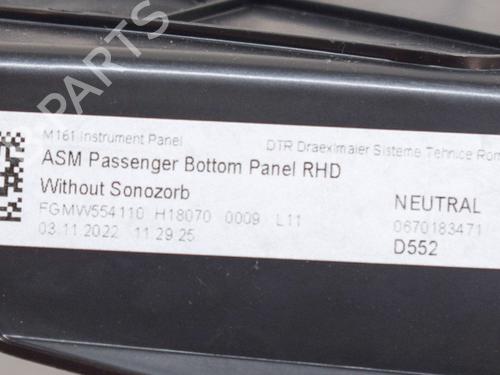 PARTS
M161 Instrument Panel
DTR Draexlmaier Sisteme Tehnice Rom
ASM Passenger Bottom Panel RHD
Without Sonozorb
NEUTRAL
FGMW554110 H18070 0009 L11
0670183471
03.11.2022 11:29:25
D552